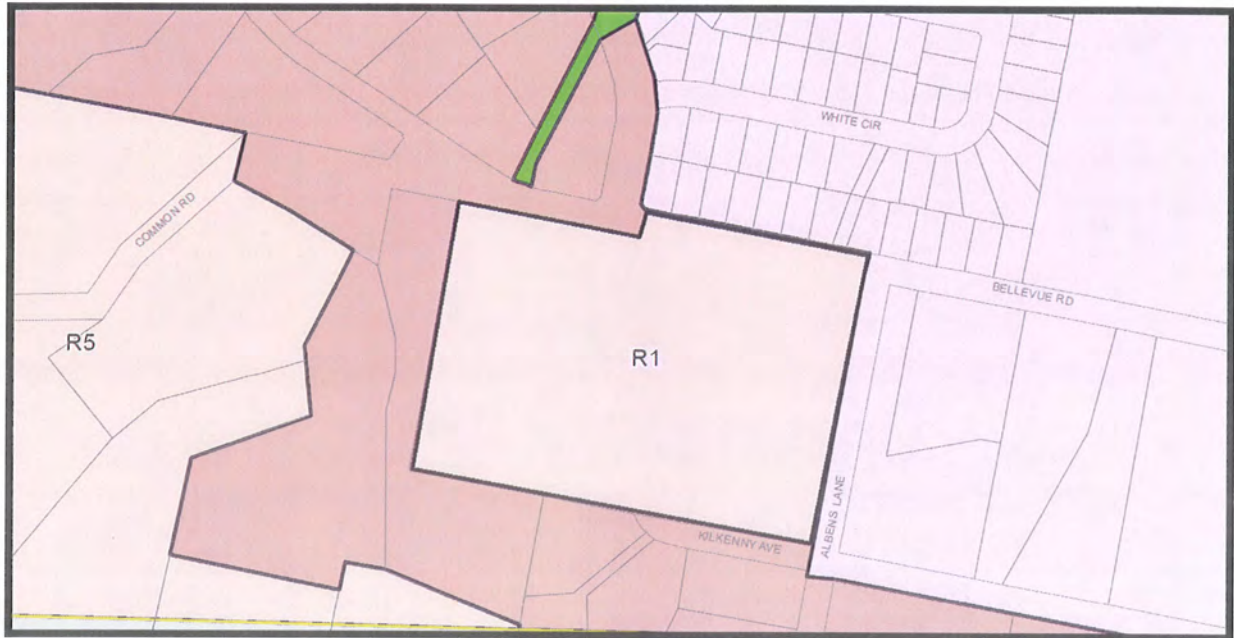 WHITE CIR
COMMON RD
BELLEVUE RD
R5
R1
ALBENS LANE
KILKENNY AVE